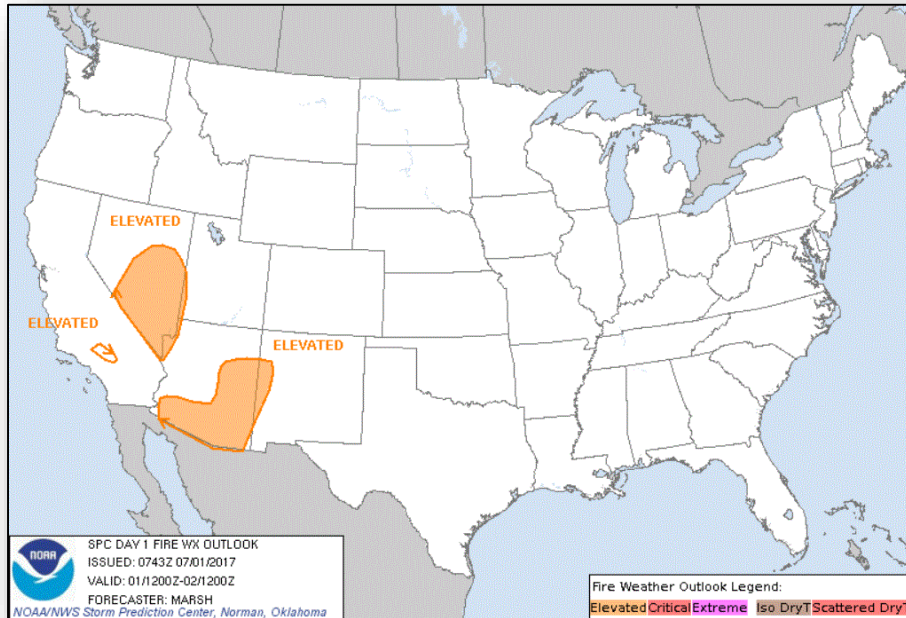 ELEVATED
ELEVATED
ELEVATED
NOAA
SPC DAY 1 FIRE WX OUTLOOK
ISSUED: 0743Z 07/01/2017
VALID: 01/1200Z-02/1200Z
FORECASTER: MARSH
NOAA/NWS Storm Prediction Center, Norman, Oklahoma
Fire Weather Outlook Legend:
Elevated Critical Extreme Iso DryT Scattered DryT